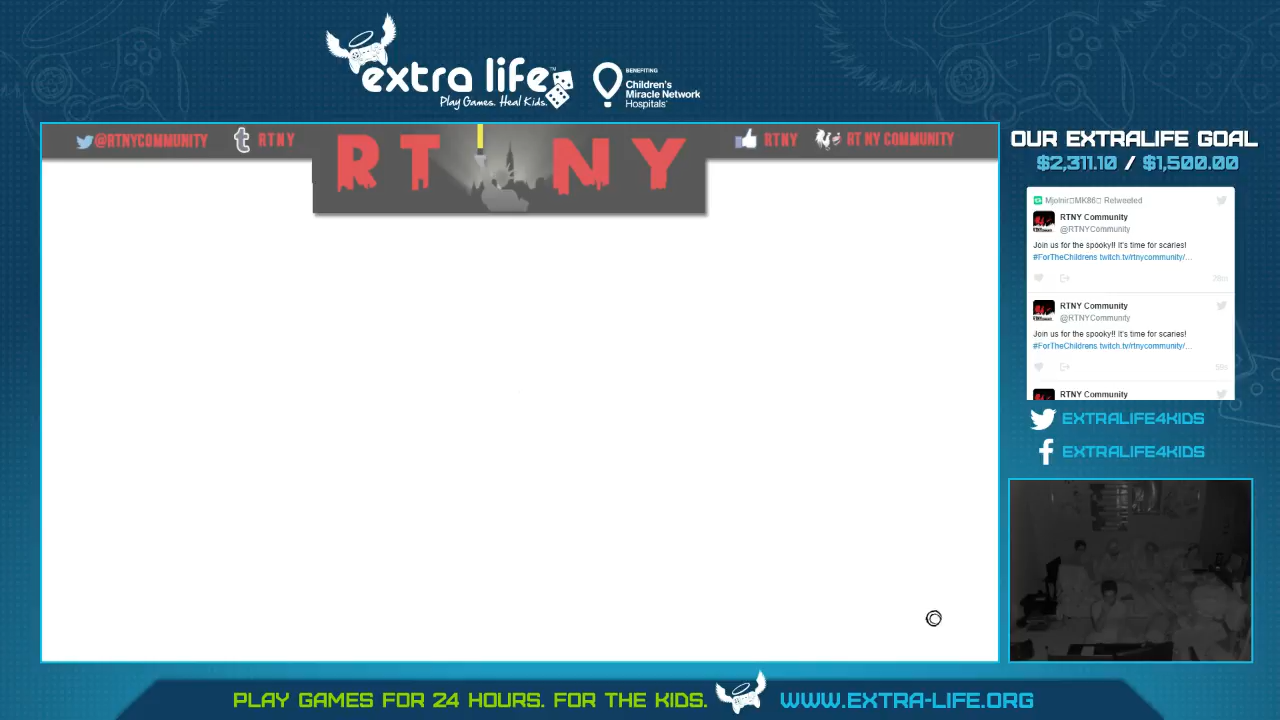 extra life™
Play Games. Heal Kids.
BENEFITING
Children's
Miracle Network
Hospitals®
@RTNYCOMMUNITY
t RTNY
RT NY
RTNY
RT NY COMMUNITY
OUR EXTRALIFE GOAL
$2,311.10 / $1,500.00
Retweeted
RTNY Community
@RTNYCommunity
Join us for the spooky!! It's time for scaries!
#ForTheChildrens twitch.tv/rtnycommunity/...
RTNY Community
@RTNYCommunity
Join us for the spooky!! It's time for scaries!
#ForTheChildrens twitch.tv/rtnycommunity/...
RTNY Community
EXTRALIFE4KIDS
f EXTRALIFE4KIDS
PLAY GAMES FOR 24 HOURS. FOR THE KIDS.
WWW.EXTRA-LIFE.ORG